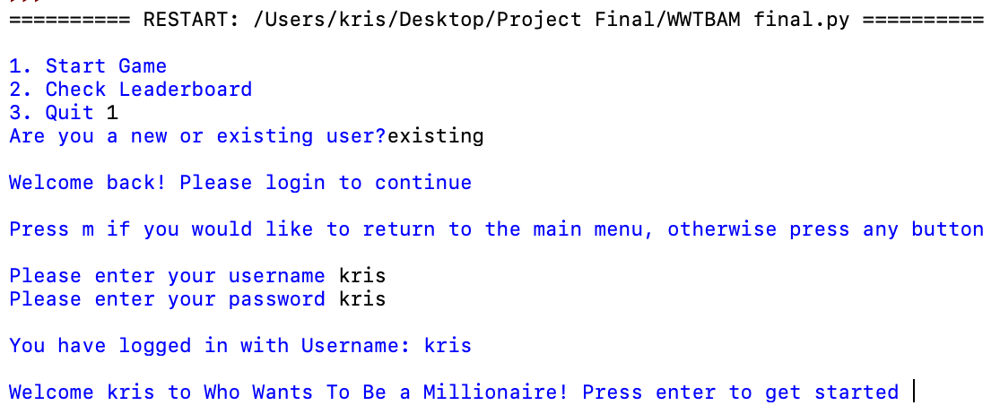 ========== RESTART: /Users/kris/Desktop/Project Final/WWTBAM final.py ==========
1. Start Game
2. Check Leaderboard
3. Quit 1
Are you a new or existing user?existing
Welcome back! Please login to continue
Press m if you would like to return to the main menu, otherwise press any button
Please enter your username kris
Please enter your password kris
You have logged in with Username: kris
Welcome kris to Who Wants To Be a Millionaire! Press enter to get started